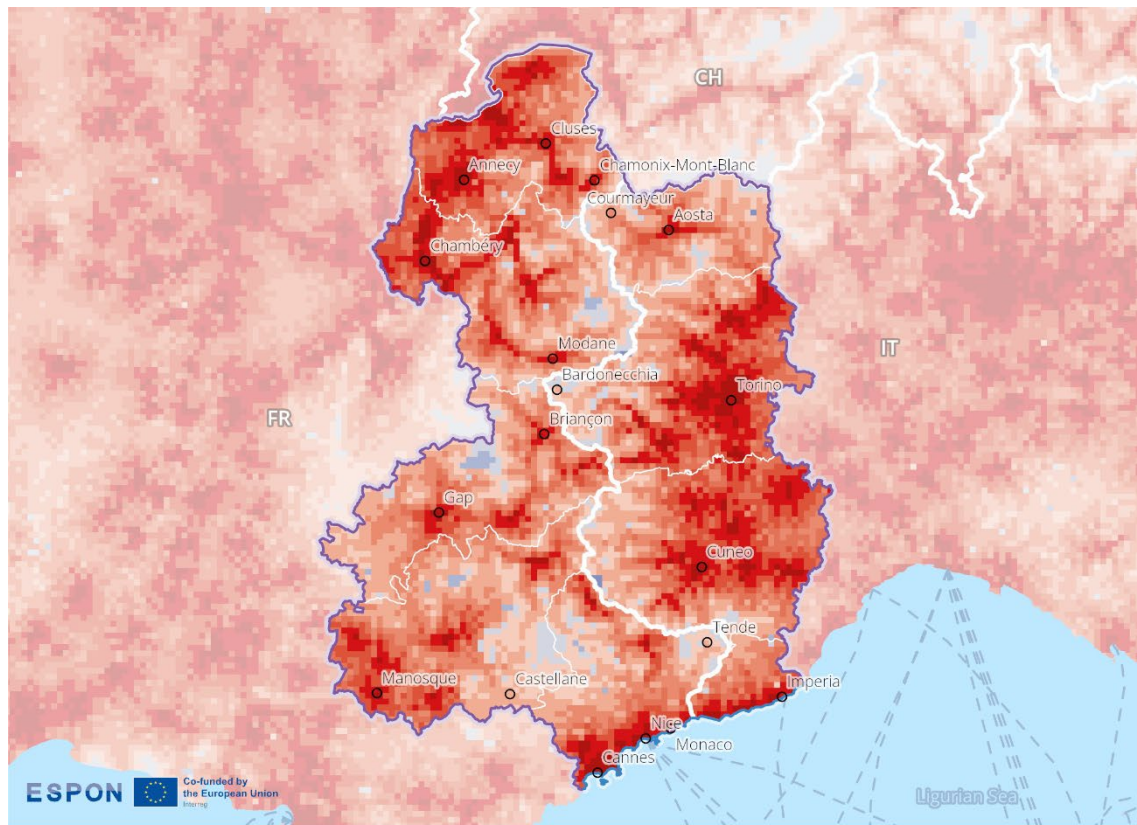 CH
Cluses
Annecy
Chamonix-Mont-Blanc
Courmayeur
Aosta
Chambéry
Modane
IT
Bardonecchia
Torino
FR
Briançon
Gap
Cuneo
Tende
Manosque
Castellane
Imperia
Nice
Monaco
Cannes
ESPON
Co-funded by
the European Union
Interreg
Ligurian Sea